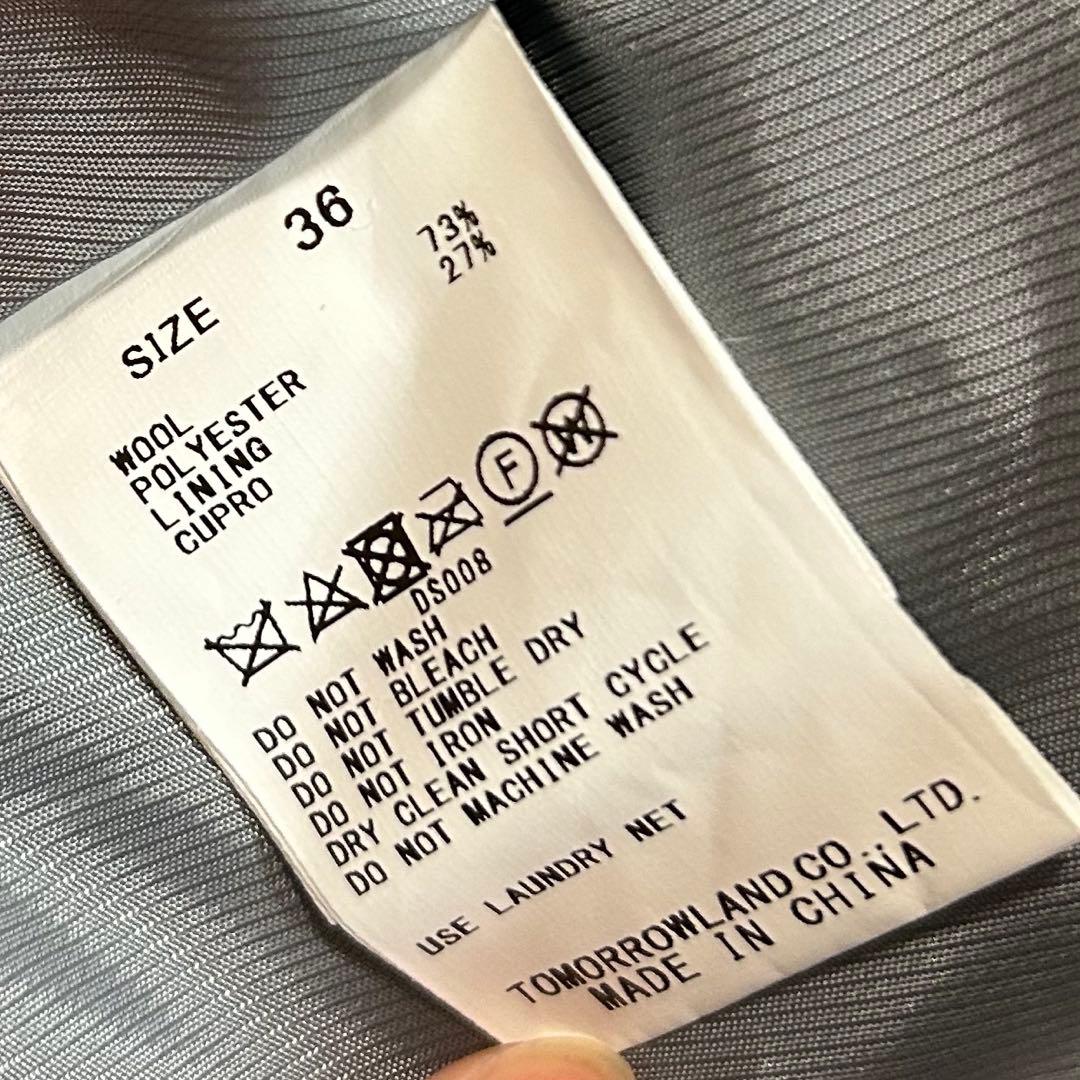 SIZE 36
WOOL 73%
POLYESTER 27%
LINING
CUPRO
F W
DS008
DO NOT WASH
DO NOT BLEACH
DO NOT TUMBLE DRY
DO NOT IRON
DRY CLEAN SHORT CYCLE
DO NOT MACHINE WASH
USE LAUNDRY NET
TOMORROWLAND CO., LTD.
MADE IN CHINA